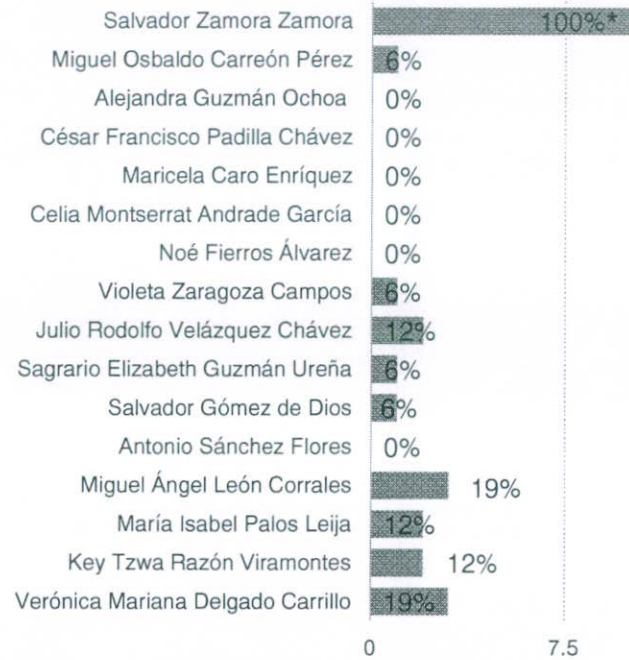 Salvador Zamora Zamora 100%*
Miguel Osbaldo Carreón Pérez 6%
Alejandra Guzmán Ochoa 0%
César Francisco Padilla Chávez 0%
Maricela Caro Enríquez 0%
Celia Montserrat Andrade García 0%
Noé Fierros Álvarez 0%
Violeta Zaragoza Campos 6%
Julio Rodolfo Velázquez Chávez 12%
Sagrario Elizabeth Guzmán Ureña 6%
Salvador Gómez de Dios 6%
Antonio Sánchez Flores 0%
Miguel Ángel León Corrales 19%
María Isabel Palos Leija 12%
Key Tzwa Razón Viramontes 12%
Verónica Mariana Delgado Carrillo 19%
0 7.5